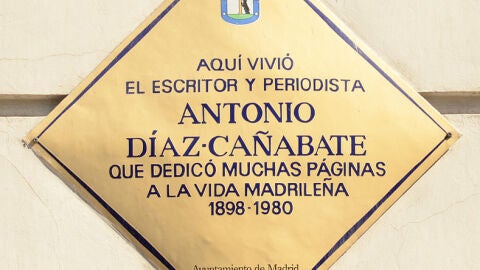 AQUÍ VIVIÓ
EL ESCRITOR Y PERIODISTA
ANTONIO
DÍAZ-CAÑABATE
QUE DEDICÓ MUCHAS PÁGINAS
A LA VIDA MADRILEÑA
1898-1980
Ayuntamiento de Madrid